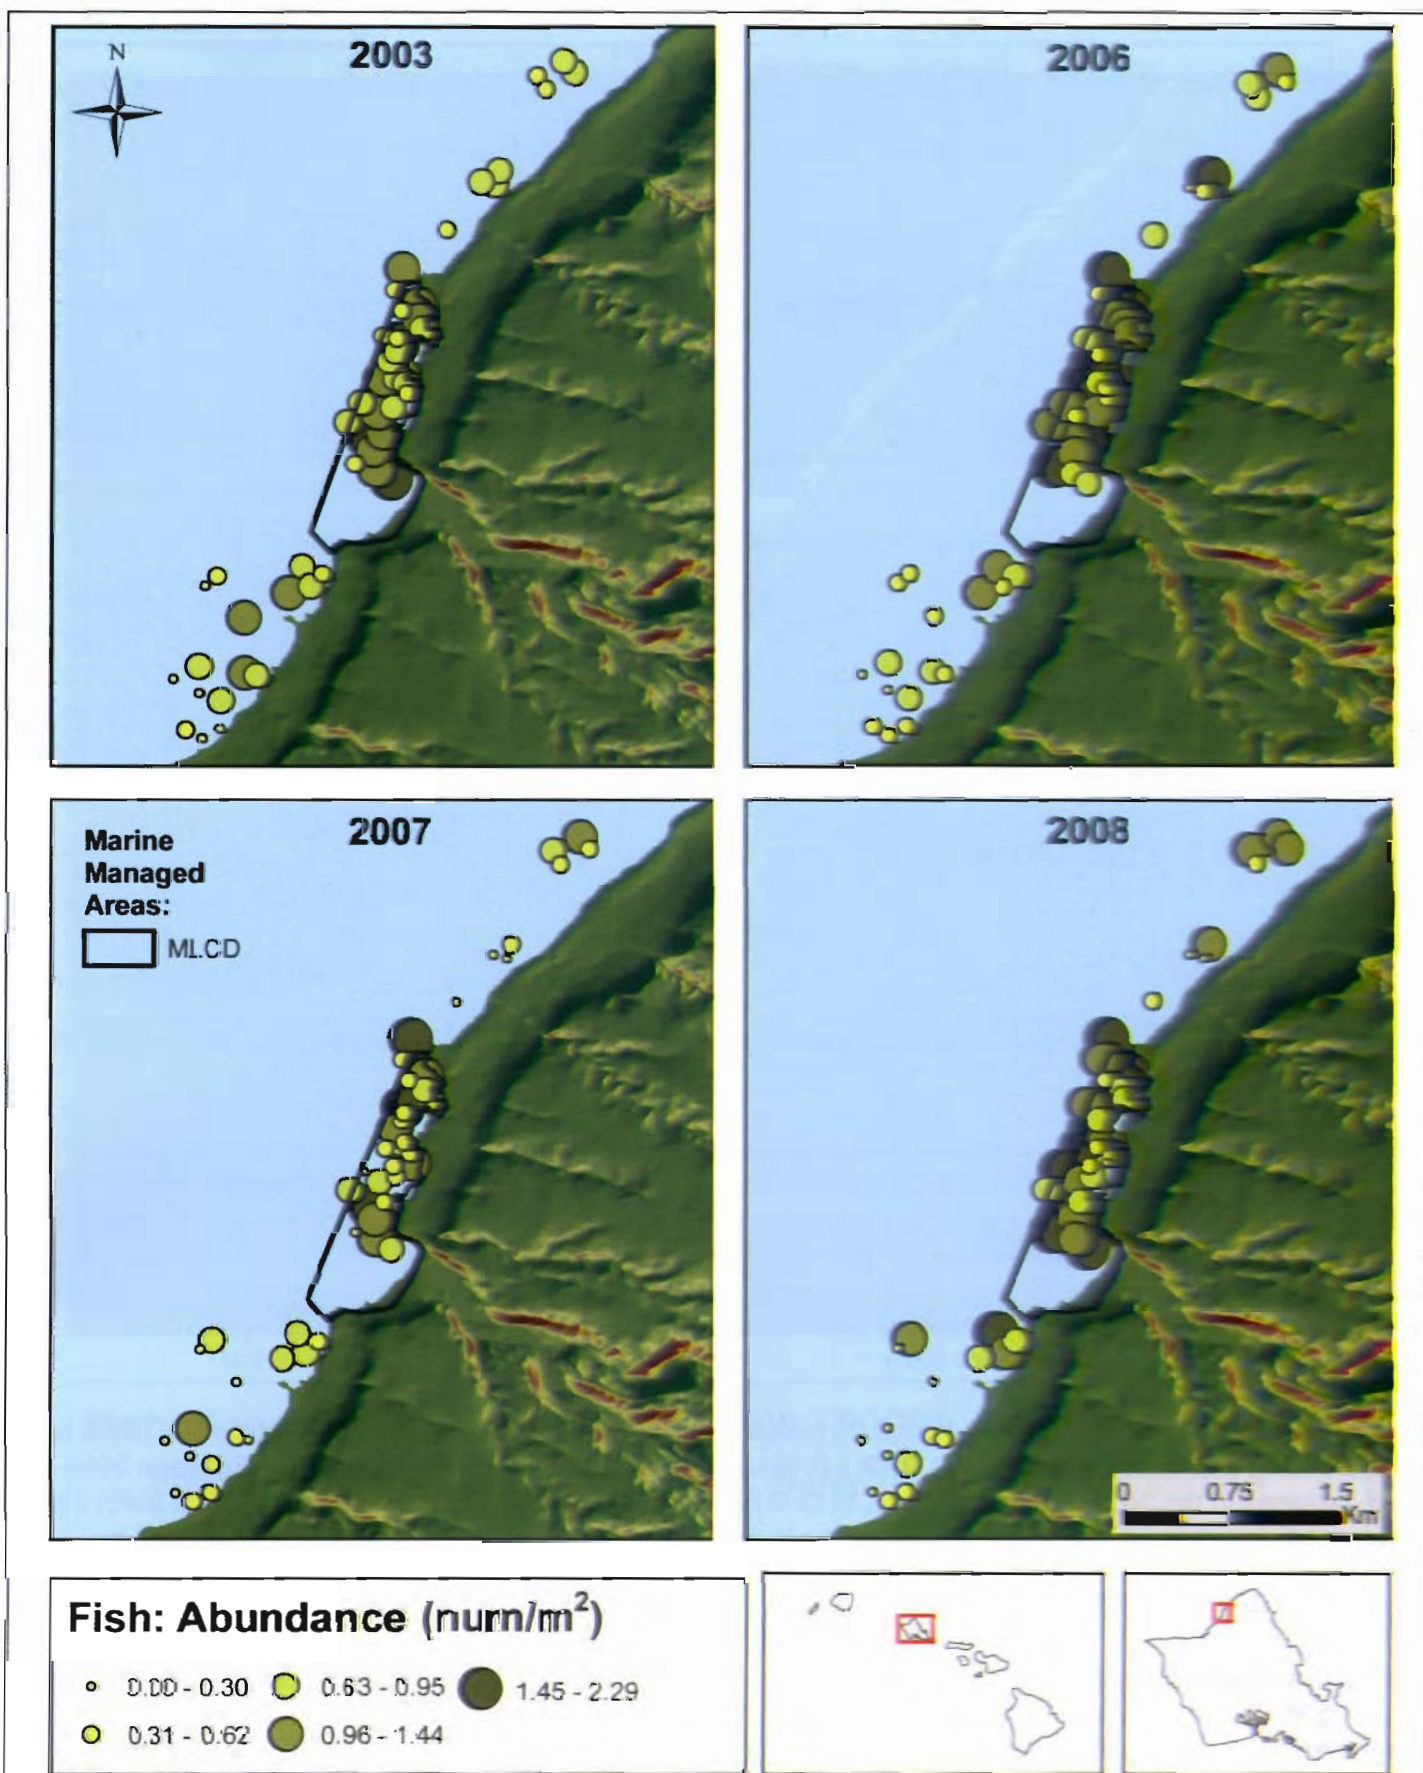 N
2003
2006
2007
2008
Marine
Managed
Areas:
MLCD
0 0.75 1.5
Km
Fish: Abundance (num/m²)
0.00 - 0.30 0.63 - 0.95 1.45 - 2.29
0.31 - 0.62 0.96 - 1.44